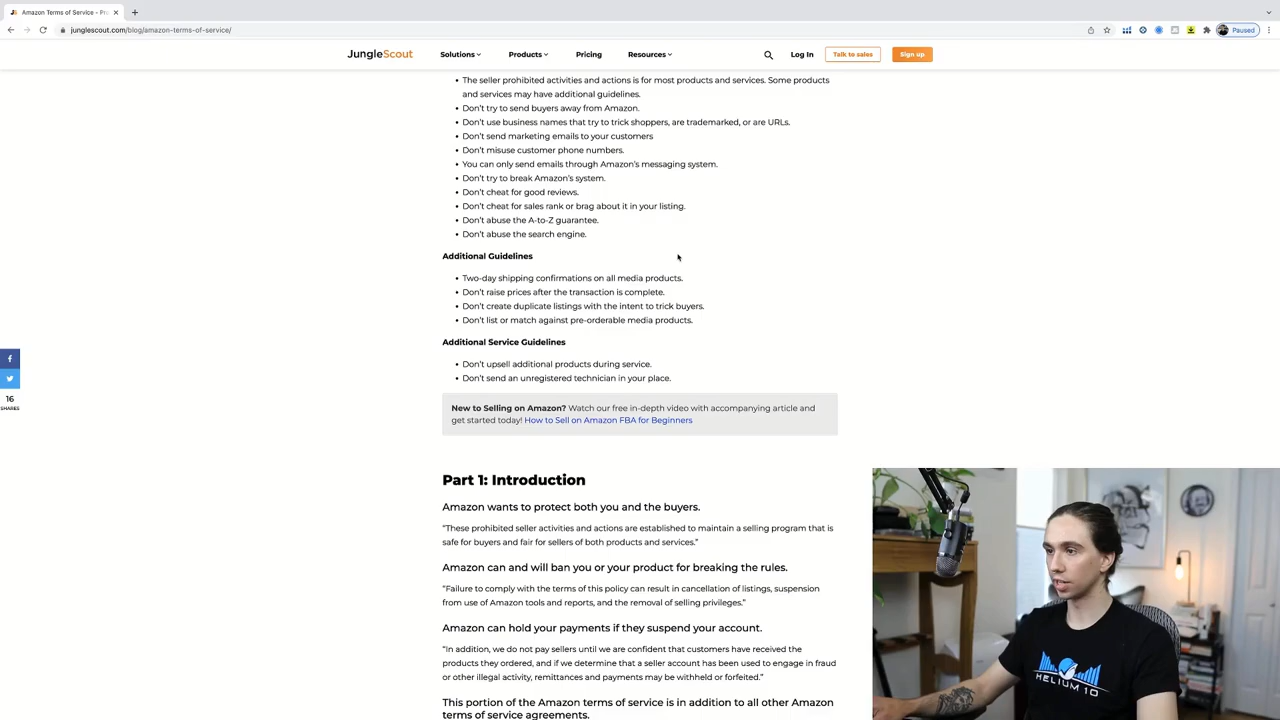 Amazon Terms of Service - Pro
junglescout.com/blog/amazon-terms-of-service/
Paused
JungleScout
Solutions
Products
Pricing
Resources
Log In
Talk to sales
Sign up
• The seller prohibited activities and actions is for most products and services. Some products
and services may have additional guidelines.
• Don't try to send buyers away from Amazon.
• Don't use business names that try to trick shoppers, are trademarked, or are URLs.
• Don't send marketing emails to your customers
• Don't misuse customer phone numbers.
• You can only send emails through Amazon's messaging system.
• Don't try to break Amazon's system.
• Don't cheat for good reviews.
• Don't cheat for sales rank or brag about it in your listing.
• Don't abuse the A-to-Z guarantee.
• Don't abuse the search engine.
Additional Guidelines
• Two-day shipping confirmations on all media products.
• Don't raise prices after the transaction is complete.
• Don't create duplicate listings with the intent to trick buyers.
• Don't list or match against pre-orderable media products.
Additional Service Guidelines
• Don't upsell additional products during service.
• Don't send an unregistered technician in your place.
16
SHARES
New to Selling on Amazon? Watch our free in-depth video with accompanying article and
get started today! How to Sell on Amazon FBA for Beginners
Part 1: Introduction
Amazon wants to protect both you and the buyers.
"These prohibited seller activities and actions are established to maintain a selling program that is
safe for buyers and fair for sellers of both products and services."
Amazon can and will ban you or your product for breaking the rules.
"Failure to comply with the terms of this policy can result in cancellation of listings, suspension
from use of Amazon tools and reports, and the removal of selling privileges."
Amazon can hold your payments if they suspend your account.
"In addition, we do not pay sellers until we are confident that customers have received the
products they ordered, and if we determine that a seller account has been used to engage in fraud
or other illegal activity, remittances and payments may be withheld or forfeited."
This portion of the Amazon terms of service is in addition to all other Amazon
terms of service agreements.
HELIUM 10